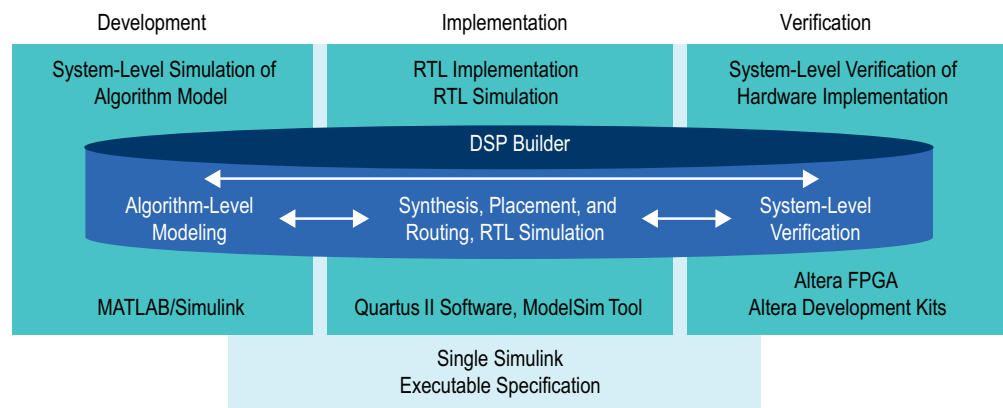 Development
Implementation
Verification
System-Level Simulation of
Algorithm Model
RTL Implementation
RTL Simulation
System-Level Verification of
Hardware Implementation
DSP Builder
Algorithm-Level
Modeling
Synthesis, Placement, and
Routing, RTL Simulation
System-Level
Verification
MATLAB/Simulink
Quartus II Software, ModelSim Tool
Altera FPGA
Altera Development Kits
Single Simulink
Executable Specification